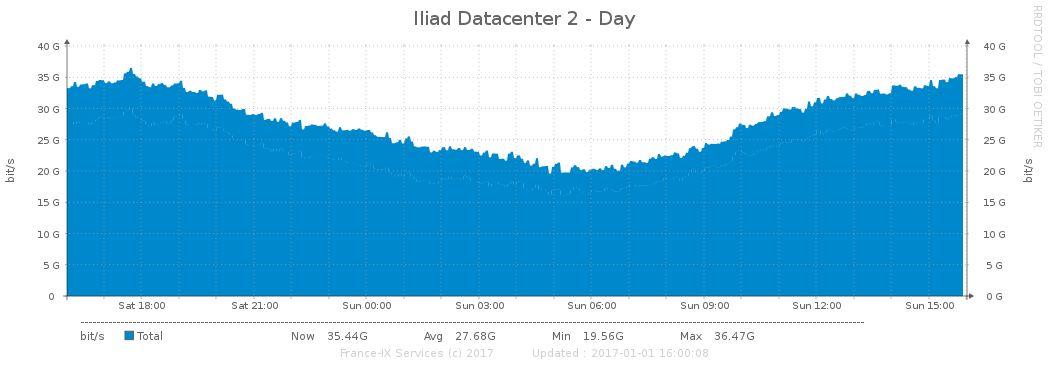 Iliad Datacenter 2 - Day
RRDTOOL / TOBI OETIKER
40 G 40 G
35 G 35 G
30 G 30 G
25 G 25 G
20 G 20 G
15 G 15 G
10 G 10 G
5 G 5 G
0 0 G
bit/s bit/s
Sat 18:00 Sat 21:00 Sun 00:00 Sun 03:00 Sun 06:00 Sun 09:00 Sun 12:00 Sun 15:00
bit/s Total Now 35.44G Avg 27.68G Min 19.56G Max 36.47G
France-IX Services (c) 2017 Updated : 2017-01-01 16:00:08